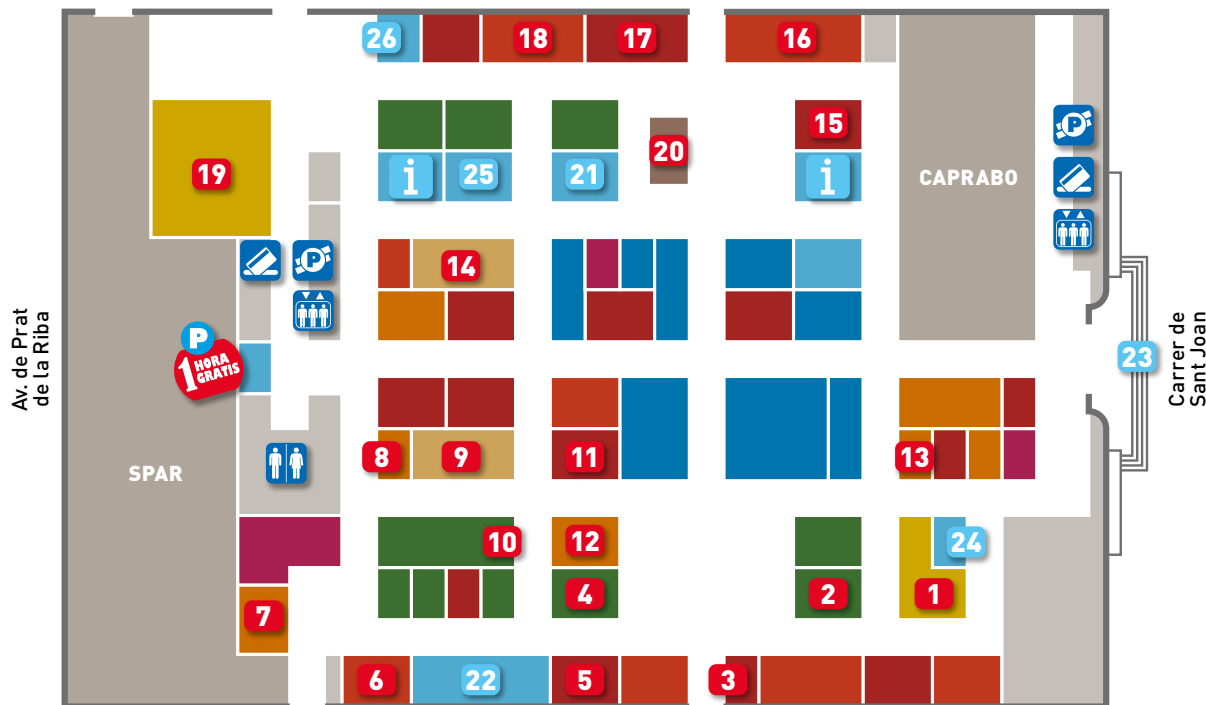 26
18
17
16
15
20
19
i
25
21
i
CAPRABO
P
P
14
P
1 HORA
GRATIS
Av. de Prat
de la Riba
23
Carrer de
Sant Joan
8
9
11
13
SPAR
10
12
24
7
4
2
1
6
22
5
3